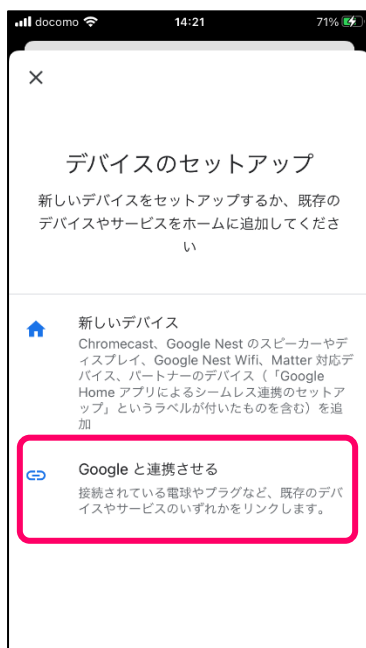 docomo 14:21 71%
デバイスのセットアップ
新しいデバイスをセットアップするか、既存の
デバイスやサービスをホームに追加してくださ
い
新しいデバイス
Chromecast、Google Nest のスピーカーやデ
ィスプレイ、Google Nest Wifi、Matter 対応デ
バイス、パートナーのデバイス（「Google
Home アプリによるシームレス連携のセットア
ップ」というラベルが付いたものを含む）を追
加
Google と連携させる
接続されている電球やプラグなど、既存のデバ
イスやサービスのいずれかをリンクします。